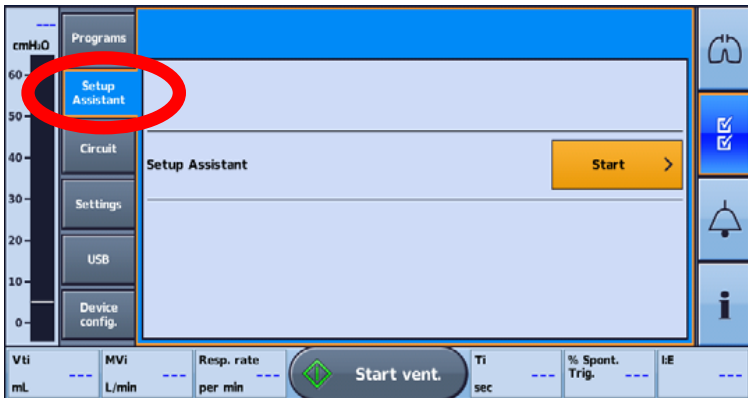 ---
cmH2O
60
50
40
30
20
10
0
Programs
Setup
Assistant
Circuit
Settings
USB
Device
config.
Setup Assistant
Start >
i
Vti
---
mL
MVi
---
L/min
Resp. rate
---
per min
Start vent.
Ti
---
sec
% Spont.
Trig. ---
I:E
---